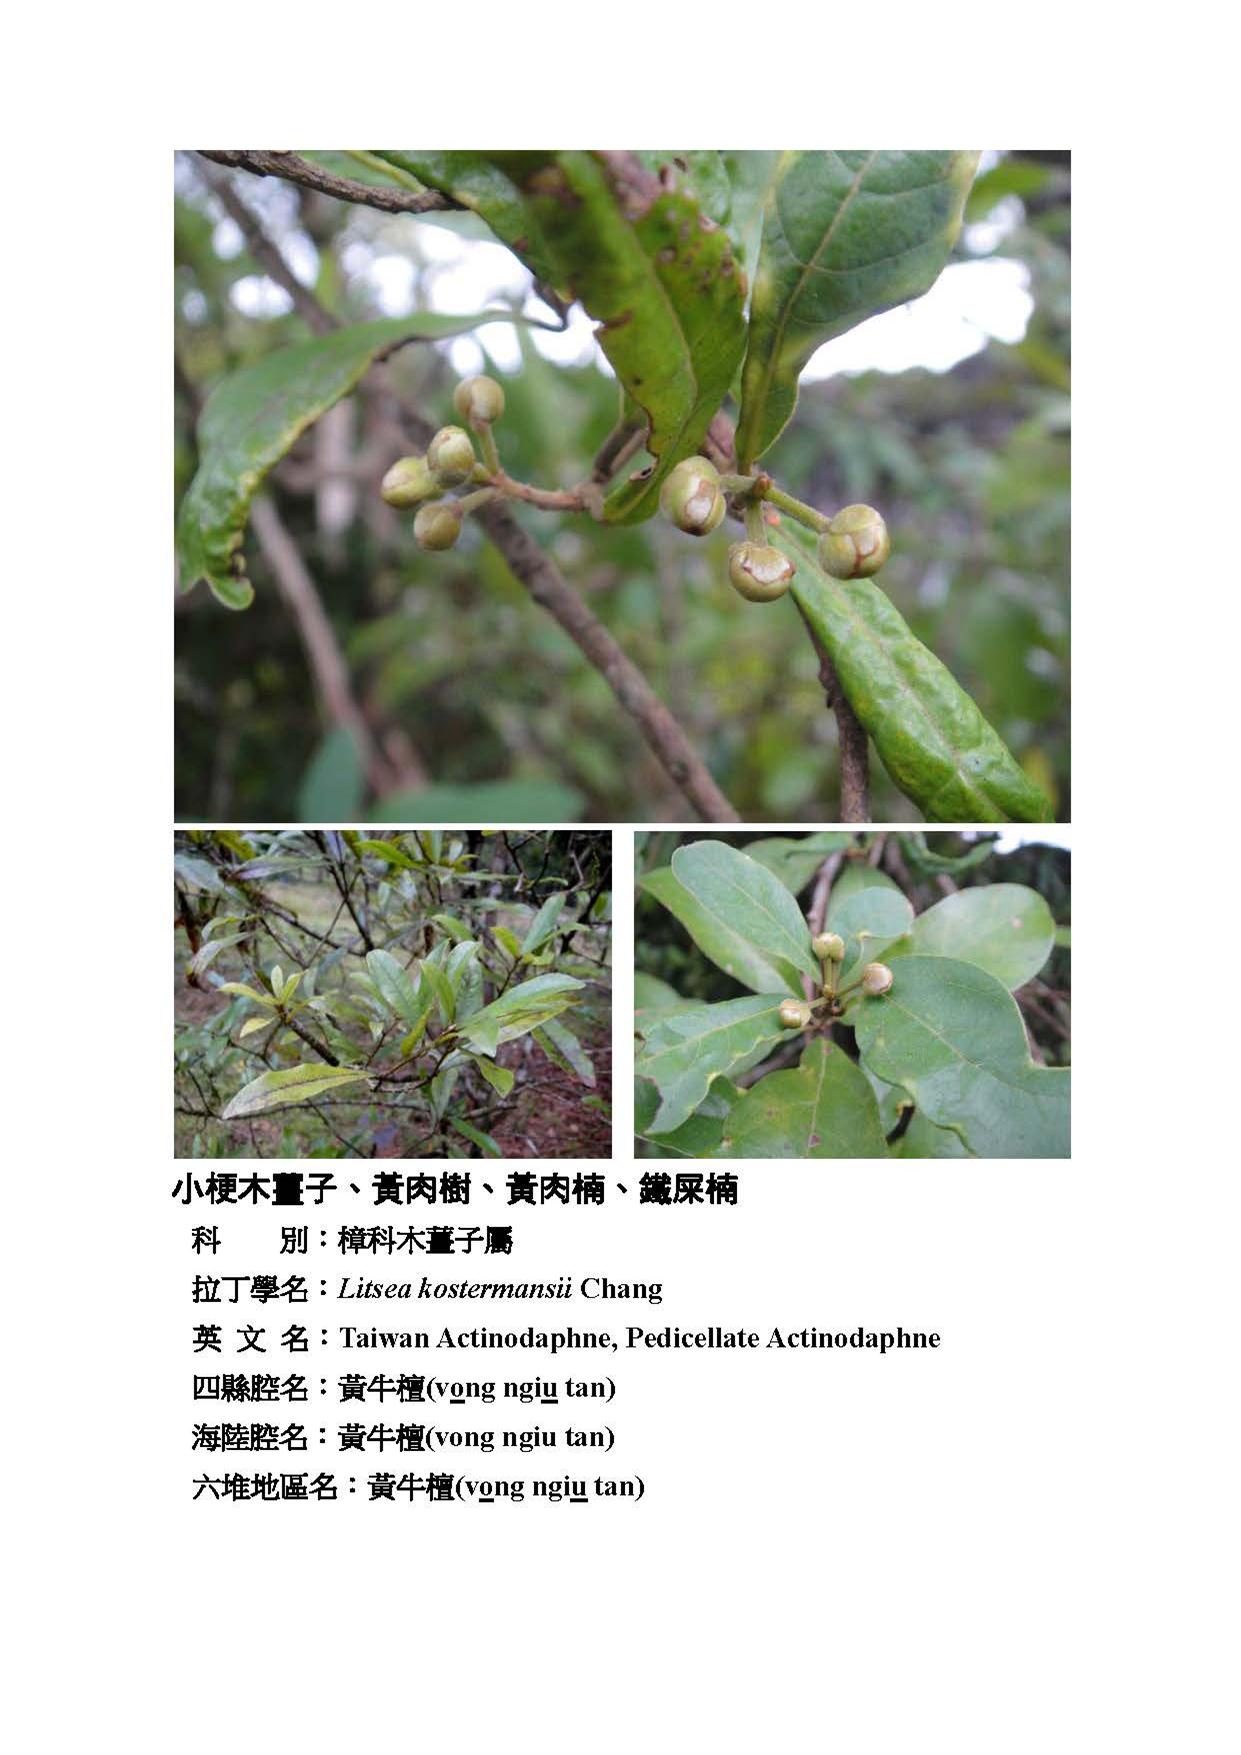 小梗木薑子、黃肉樹、黃肉楠、鐵屎楠
科　　別：樟科木薑子屬
拉丁學名：Litsea kostermansii Chang
英 文 名：Taiwan Actinodaphne, Pedicellate Actinodaphne
四縣腔名：黃牛檀(vong ngiu tan)
海陸腔名：黃牛檀(vong ngiu tan)
六堆地區名：黃牛檀(vong ngiu tan)